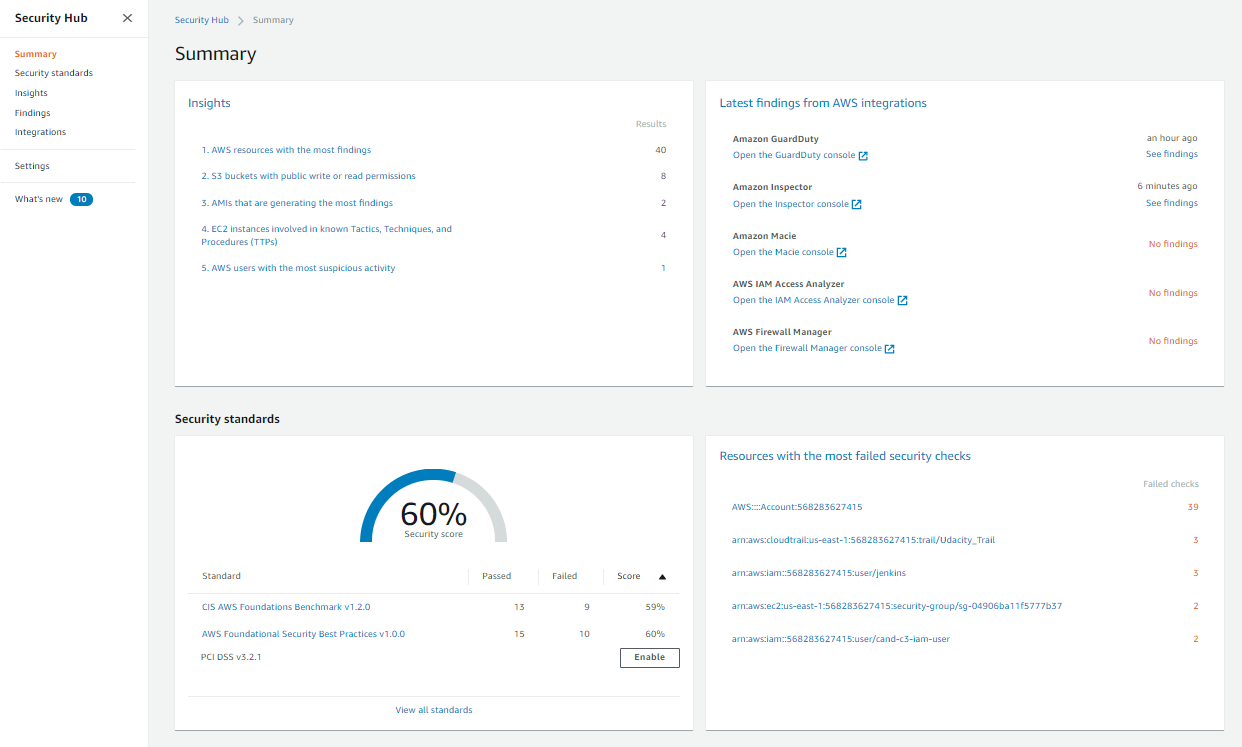 Security Hub
Summary
Security standards
Insights
Findings
Integrations
Settings
What's new 10
Security Hub > Summary
Summary
Insights
Results
1. AWS resources with the most findings 40
2. S3 buckets with public write or read permissions 8
3. AMIs that are generating the most findings 2
4. EC2 instances involved in known Tactics, Techniques, and
Procedures (TTPs) 4
5. AWS users with the most suspicious activity 1
Latest findings from AWS integrations
Amazon GuardDuty an hour ago
Open the GuardDuty console See findings
Amazon Inspector 6 minutes ago
Open the Inspector console See findings
Amazon Macie
Open the Macie console No findings
AWS IAM Access Analyzer
Open the IAM Access Analyzer console No findings
AWS Firewall Manager
Open the Firewall Manager console No findings
Security standards
60%
Security score
Standard Passed Failed Score
CIS AWS Foundations Benchmark v1.2.0 13 9 59%
AWS Foundational Security Best Practices v1.0.0 15 10 60%
PCI DSS v3.2.1 Enable
View all standards
Resources with the most failed security checks
Failed checks
AWS::::Account:568283627415 39
arn:aws:cloudtrail:us-east-1:568283627415:trail/Udacity_Trail 3
arn:aws:iam::568283627415:user/jenkins 3
arn:aws:ec2:us-east-1:568283627415:security-group/sg-04906ba11f5777b37 2
arn:aws:iam::568283627415:user/cand-c3-iam-user 2